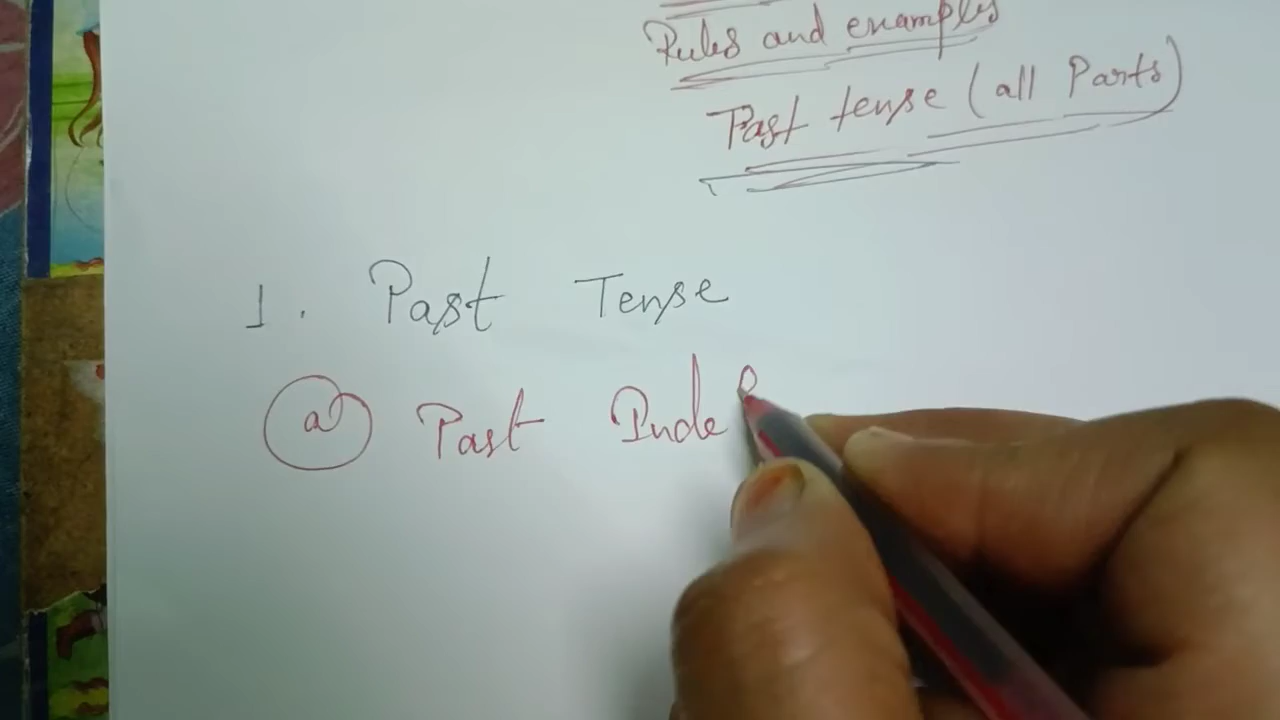 Rules and examples
Past tense (all Parts)
1. Past Tense
a Past Inde